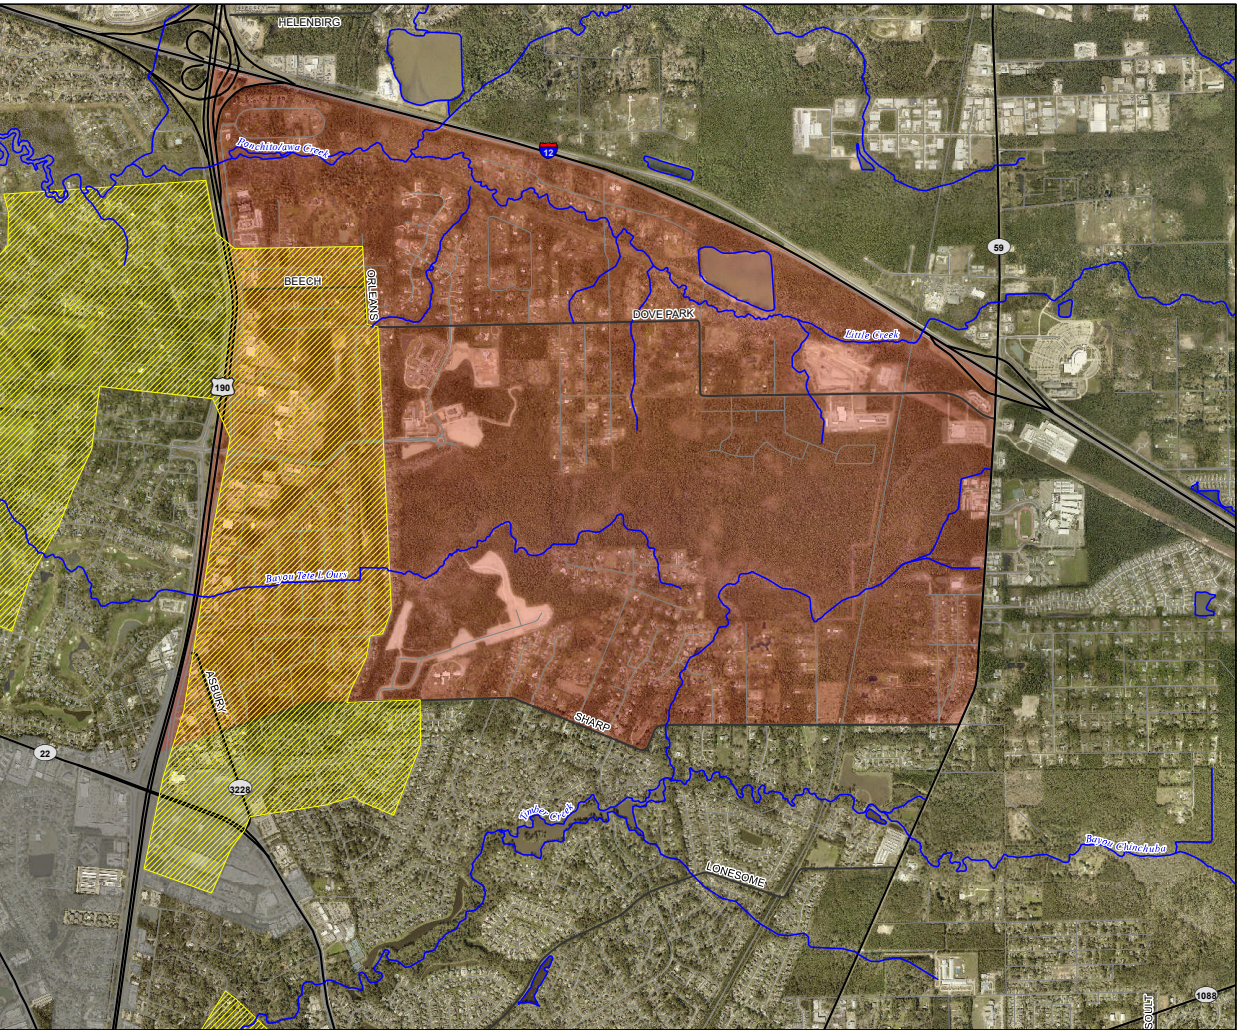 HELENBIRG
Ponchitolawa Creek
12
59
BEECH
ORLEANS
DOVE PARK
Little Creek
190
Bayou Tete L Ours
ASBURY
SHARP
22
3228
Timber Creek
Bayou Chinchuba
LONESOME
1088
SOULT